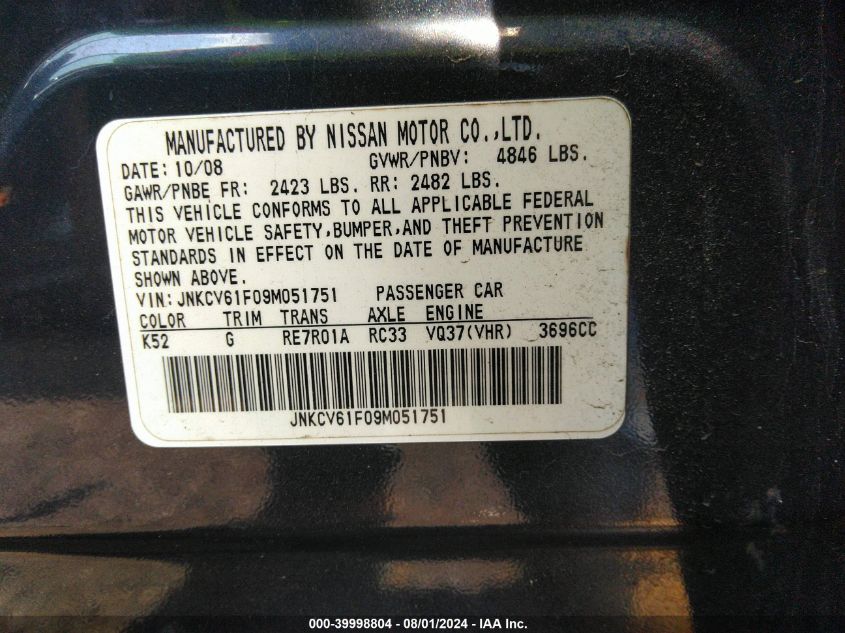 MANUFACTURED BY NISSAN MOTOR CO.,LTD.
DATE: 10/08 GVWR/PNBV: 4846 LBS.
GAWR/PNBE FR: 2423 LBS. RR: 2482 LBS.
THIS VEHICLE CONFORMS TO ALL APPLICABLE FEDERAL
MOTOR VEHICLE SAFETY,BUMPER,AND THEFT PREVENTION
STANDARDS IN EFFECT ON THE DATE OF MANUFACTURE
SHOWN ABOVE.
VIN: JNKCV61F09M051751 PASSENGER CAR
COLOR TRIM TRANS AXLE ENGINE
K52 G RE7R01A RC33 VQ37(VHR) 3696CC
JNKCV61F09M051751
000-39998804 - 08/01/2024 - IAA Inc.